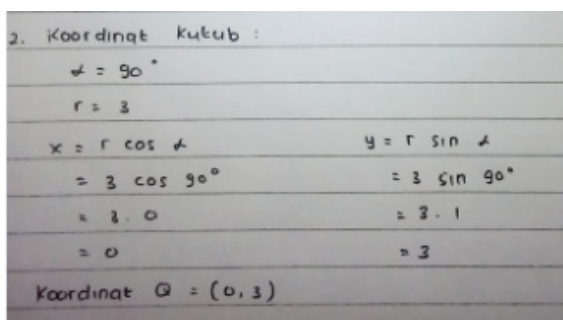 2. Koordinat kutub :
α = 90°
r = 3
x = r cos α y = r sin α
= 3 cos 90° = 3 sin 90°
= 3 . 0 = 3 . 1
= 0 = 3
Koordinat Q = (0, 3)